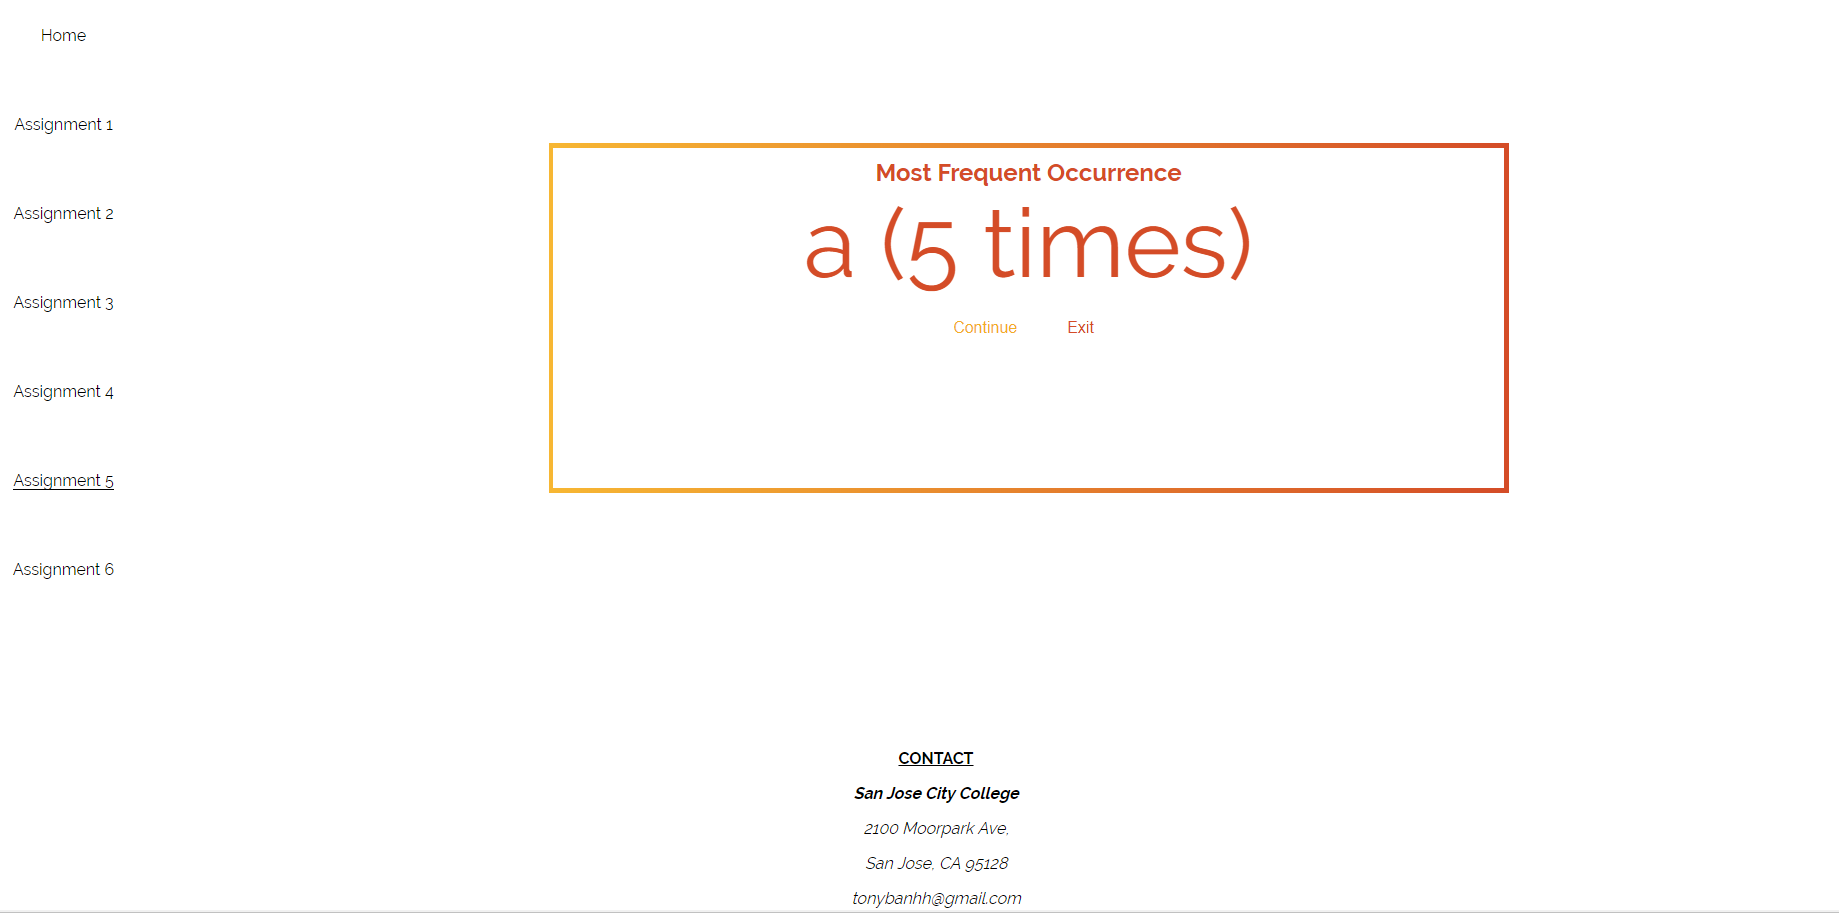 Home
Assignment 1
Assignment 2
Assignment 3
Assignment 4
Assignment 5
Assignment 6
Most Frequent Occurrence
a (5 times)
Continue Exit
CONTACT
San Jose City College
2100 Moorpark Ave,
San Jose, CA 95128
tonybanhh@gmail.com